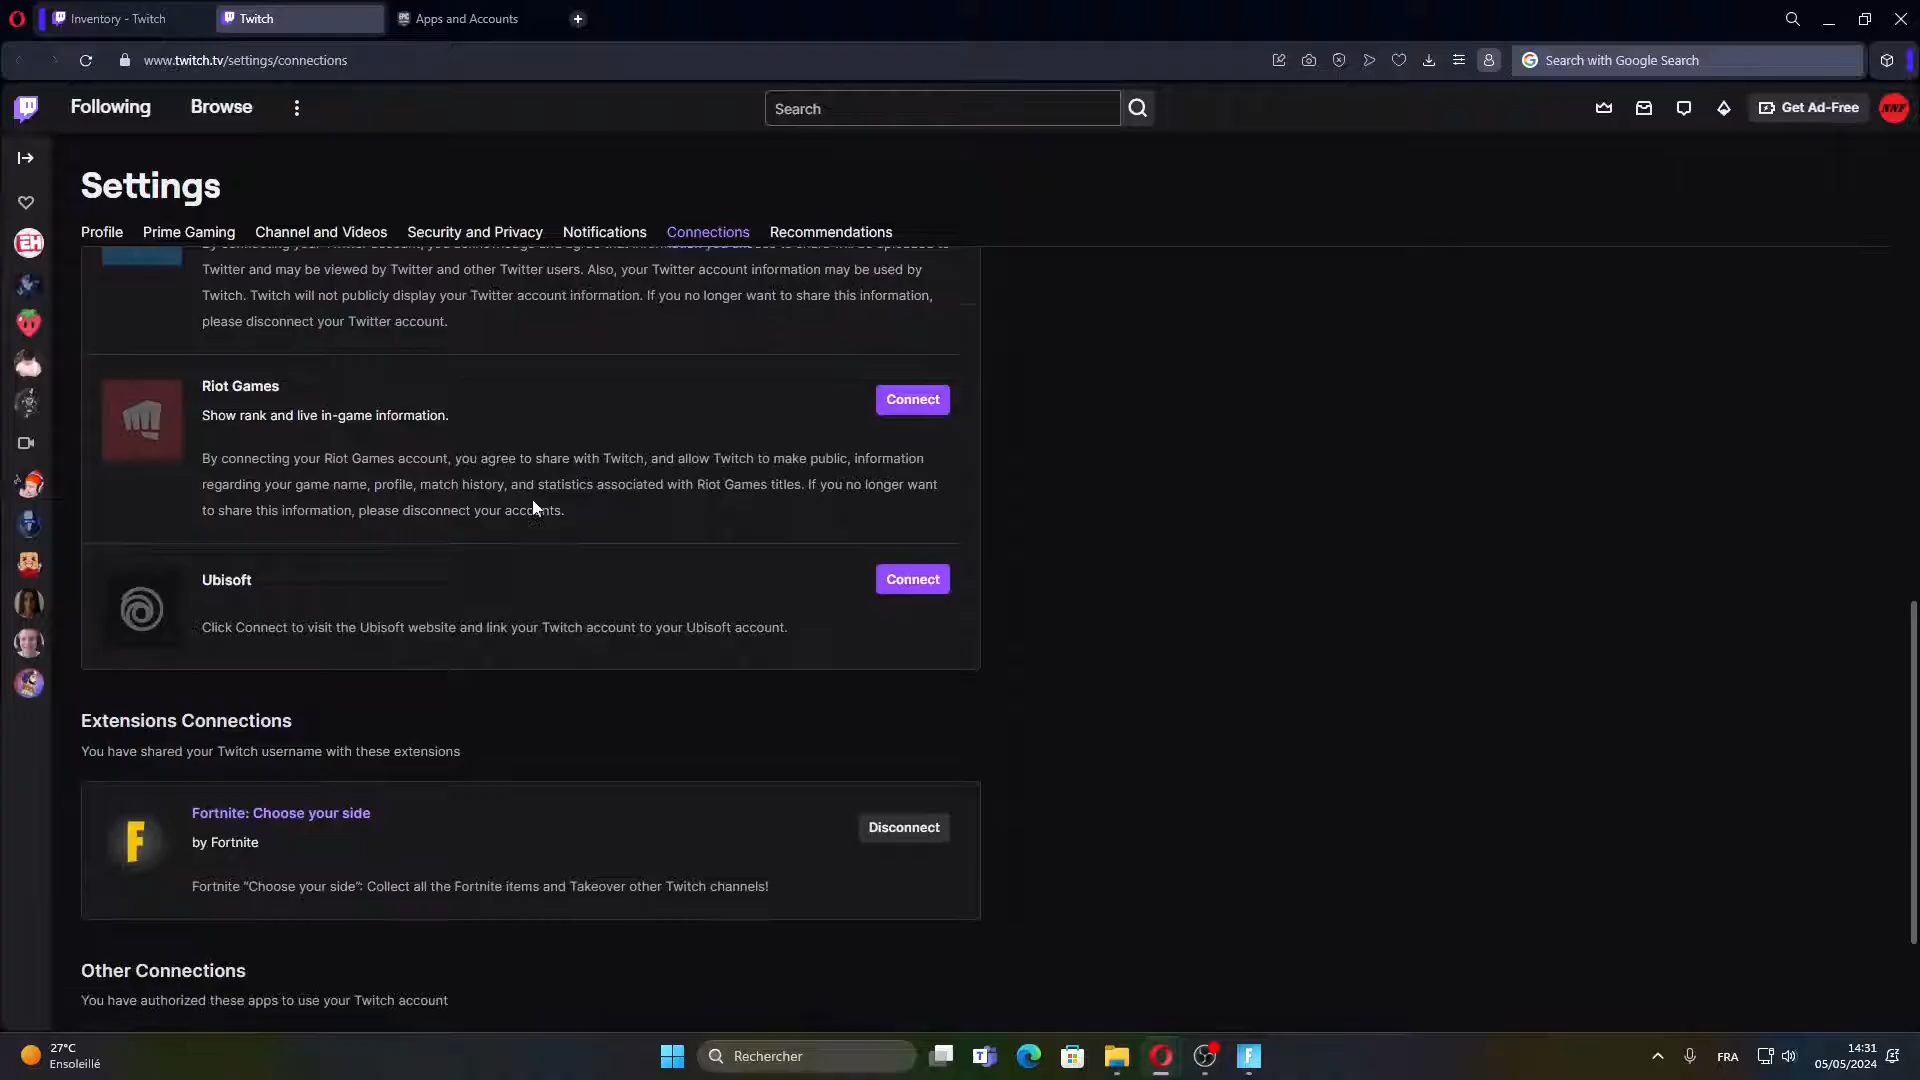 Inventory - Twitch
Twitch
Apps and Accounts
www.twitch.tv/settings/connections
Search with Google Search
Following
Browse
Search
Get Ad-Free
NNF
Settings
Profile
Prime Gaming
Channel and Videos
Security and Privacy
Notifications
Connections
Recommendations
Twitter and may be viewed by Twitter and other Twitter users. Also, your Twitter account information may be used by
Twitch. Twitch will not publicly display your Twitter account information. If you no longer want to share this information,
please disconnect your Twitter account.
Riot Games
Connect
Show rank and live in-game information.
By connecting your Riot Games account, you agree to share with Twitch, and allow Twitch to make public, information
regarding your game name, profile, match history, and statistics associated with Riot Games titles. If you no longer want
to share this information, please disconnect your accounts.
Ubisoft
Connect
Click Connect to visit the Ubisoft website and link your Twitch account to your Ubisoft account.
Extensions Connections
You have shared your Twitch username with these extensions
F
Fortnite: Choose your side
Disconnect
by Fortnite
Fortnite "Choose your side": Collect all the Fortnite items and Takeover other Twitch channels!
Other Connections
You have authorized these apps to use your Twitch account
27°C
Ensoleillé
Rechercher
FRA
14:31
05/05/2024